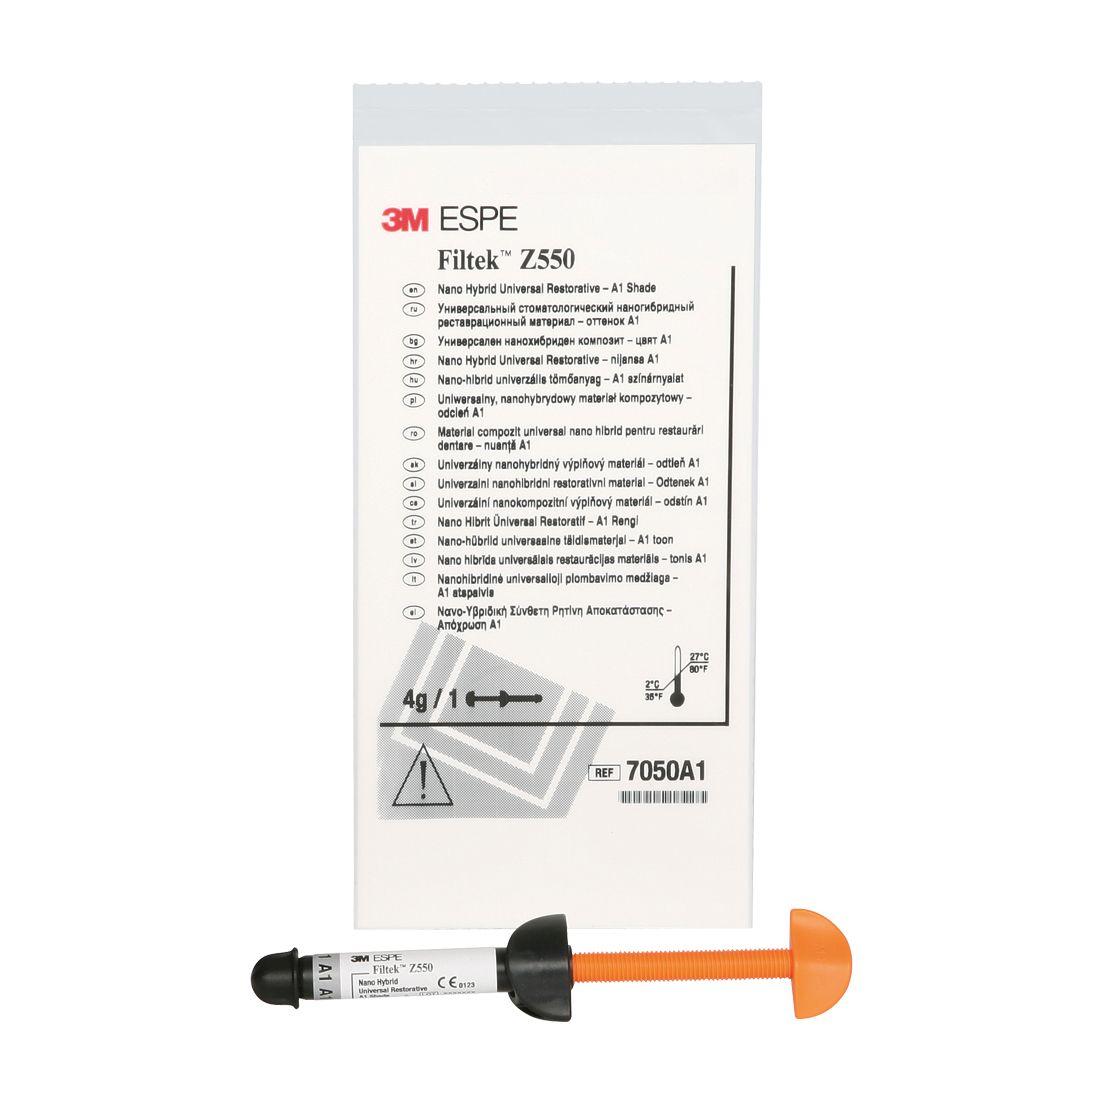 3M ESPE
Filtek™ Z550
en Nano Hybrid Universal Restorative – A1 Shade
ru Универсальный стоматологический наногибридный
реставрационный материал – оттенок A1
bg Универсален нанохибриден композит – цвят A1
hr Nano Hybrid Universal Restorative – nijansa A1
hu Nano-hibrid univerzális tömőanyag – A1 színárnyalat
pl Uniwersalny, nanohybrydowy materiał kompozytowy –
odcień A1
ro Material compozit universal nano hibrid pentru restaurări
dentare – nuanţă A1
sk Univerzálny nanohybridný výplňový materiál – odtieň A1
sl Univerzalni nanohibridni restorativni material – Odtenek A1
cs Univerzální nanokompozitní výplňový materiál – odstín A1
tr Nano Hibrit Üniversal Restoratif – A1 Rengi
et Nano-hübriid universaalne täidismaterjal – A1 toon
lv Nano hibrīda universālais restaurācijas materiāls – tonis A1
lt Nanohibridinė universalioji plombavimo medžiaga –
A1 atspalvis
el Νανο-Υβριδική Σύνθετη Ρητίνη Αποκατάστασης –
Απόχρωση A1
27°C
80°F
2°C
35°F
4g / 1
REF 7050A1
3M ESPE
Filtek™ Z550
Nano Hybrid
Universal Restorative
A1 Shade
CE 0123
1 A1 A1